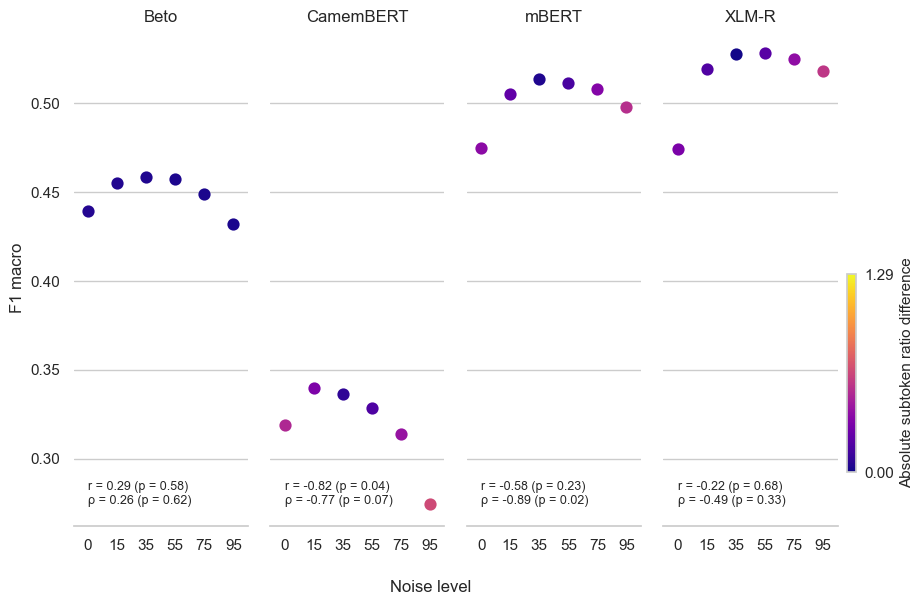 Beto
CamemBERT
mBERT
XLM-R
F1 macro
0.50
0.45
0.40
0.35
0.30
r = 0.29 (p = 0.58)
ρ = 0.26 (p = 0.62)
r = -0.82 (p = 0.04)
ρ = -0.77 (p = 0.07)
r = -0.58 (p = 0.23)
ρ = -0.89 (p = 0.02)
r = -0.22 (p = 0.68)
ρ = -0.49 (p = 0.33)
0 15 35 55 75 95
0 15 35 55 75 95
0 15 35 55 75 95
0 15 35 55 75 95
Noise level
1.29
0.00
Absolute subtoken ratio difference